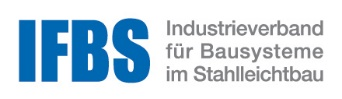 IFBS
Industrieverband
für Bausysteme
im Stahlleichtbau